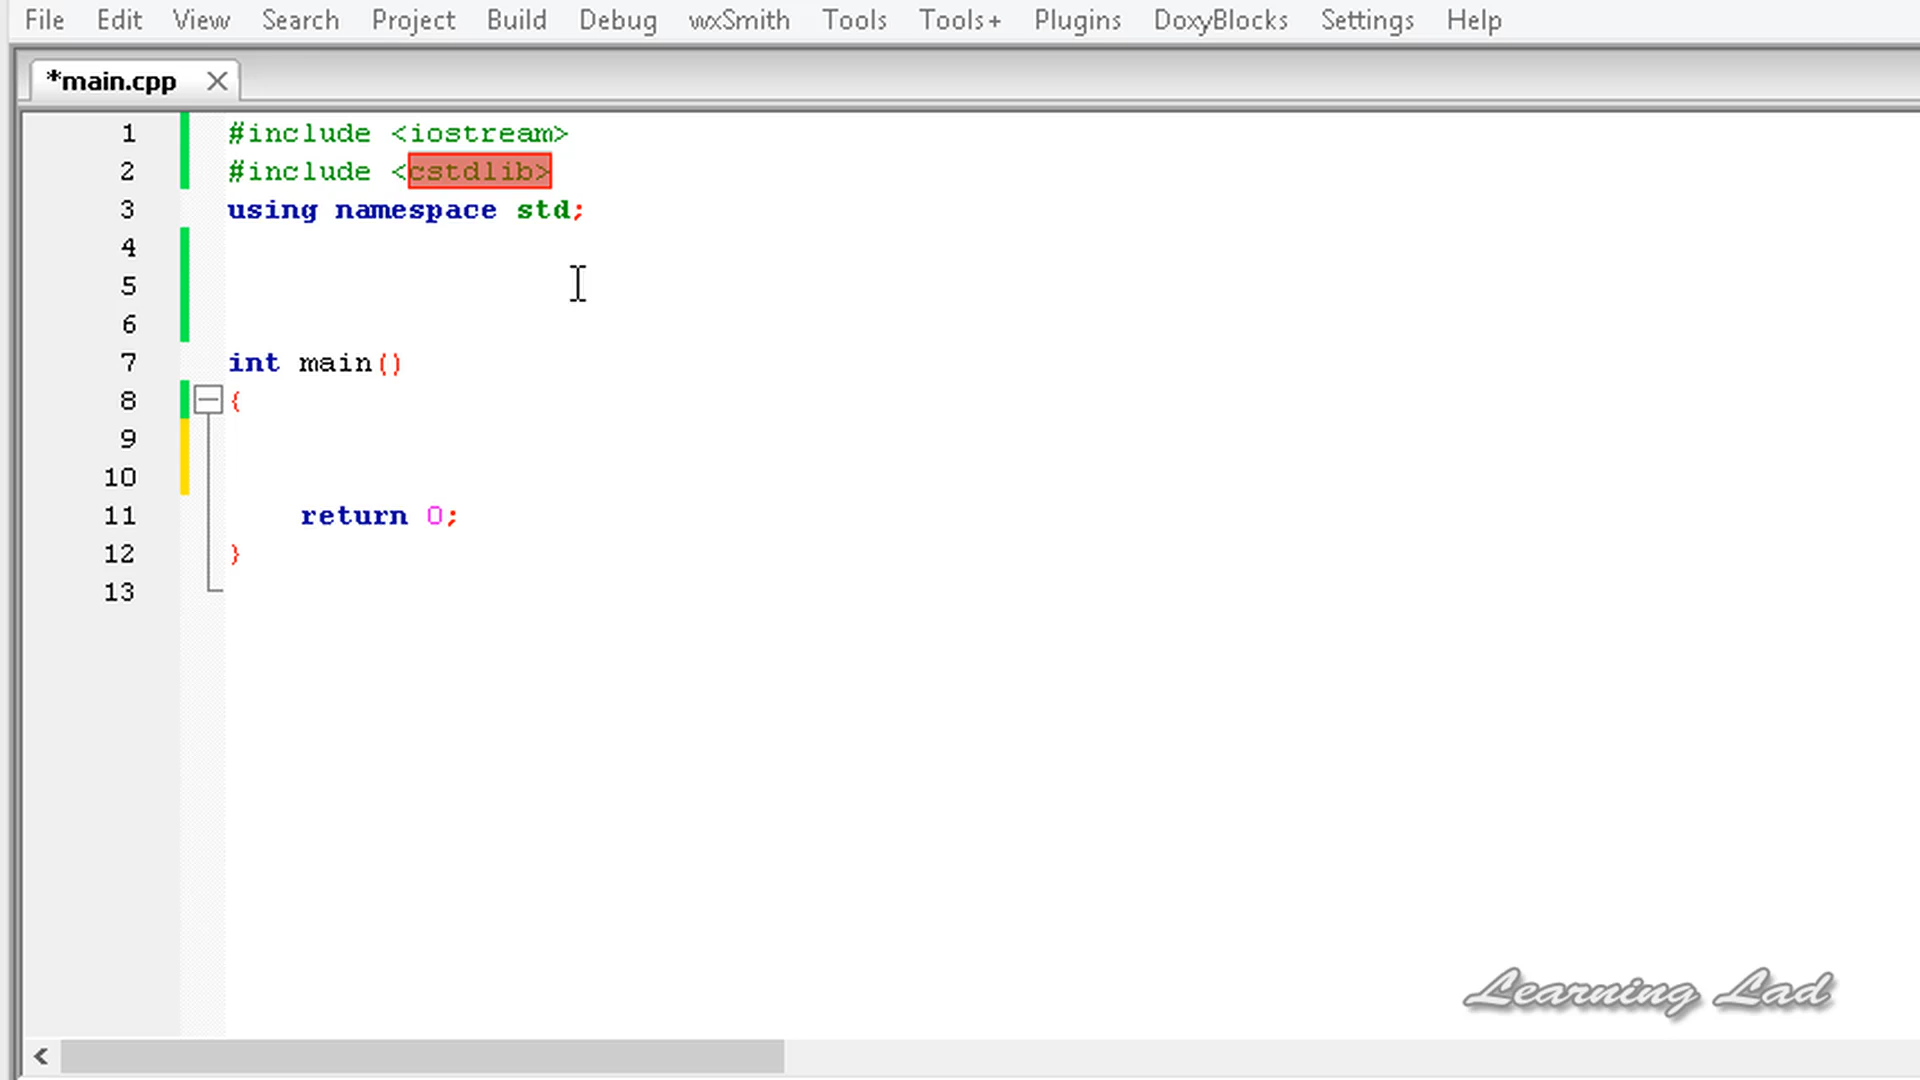 File Edit View Search Project Build Debug wxSmith Tools Tools+ Plugins DoxyBlocks Settings Help
*main.cpp
1 #include <iostream>
2 #include <cstdlib>
3 using namespace std;
4
5
6
7 int main()
8 {
9
10
11 return 0;
12 }
13
Learning Lad